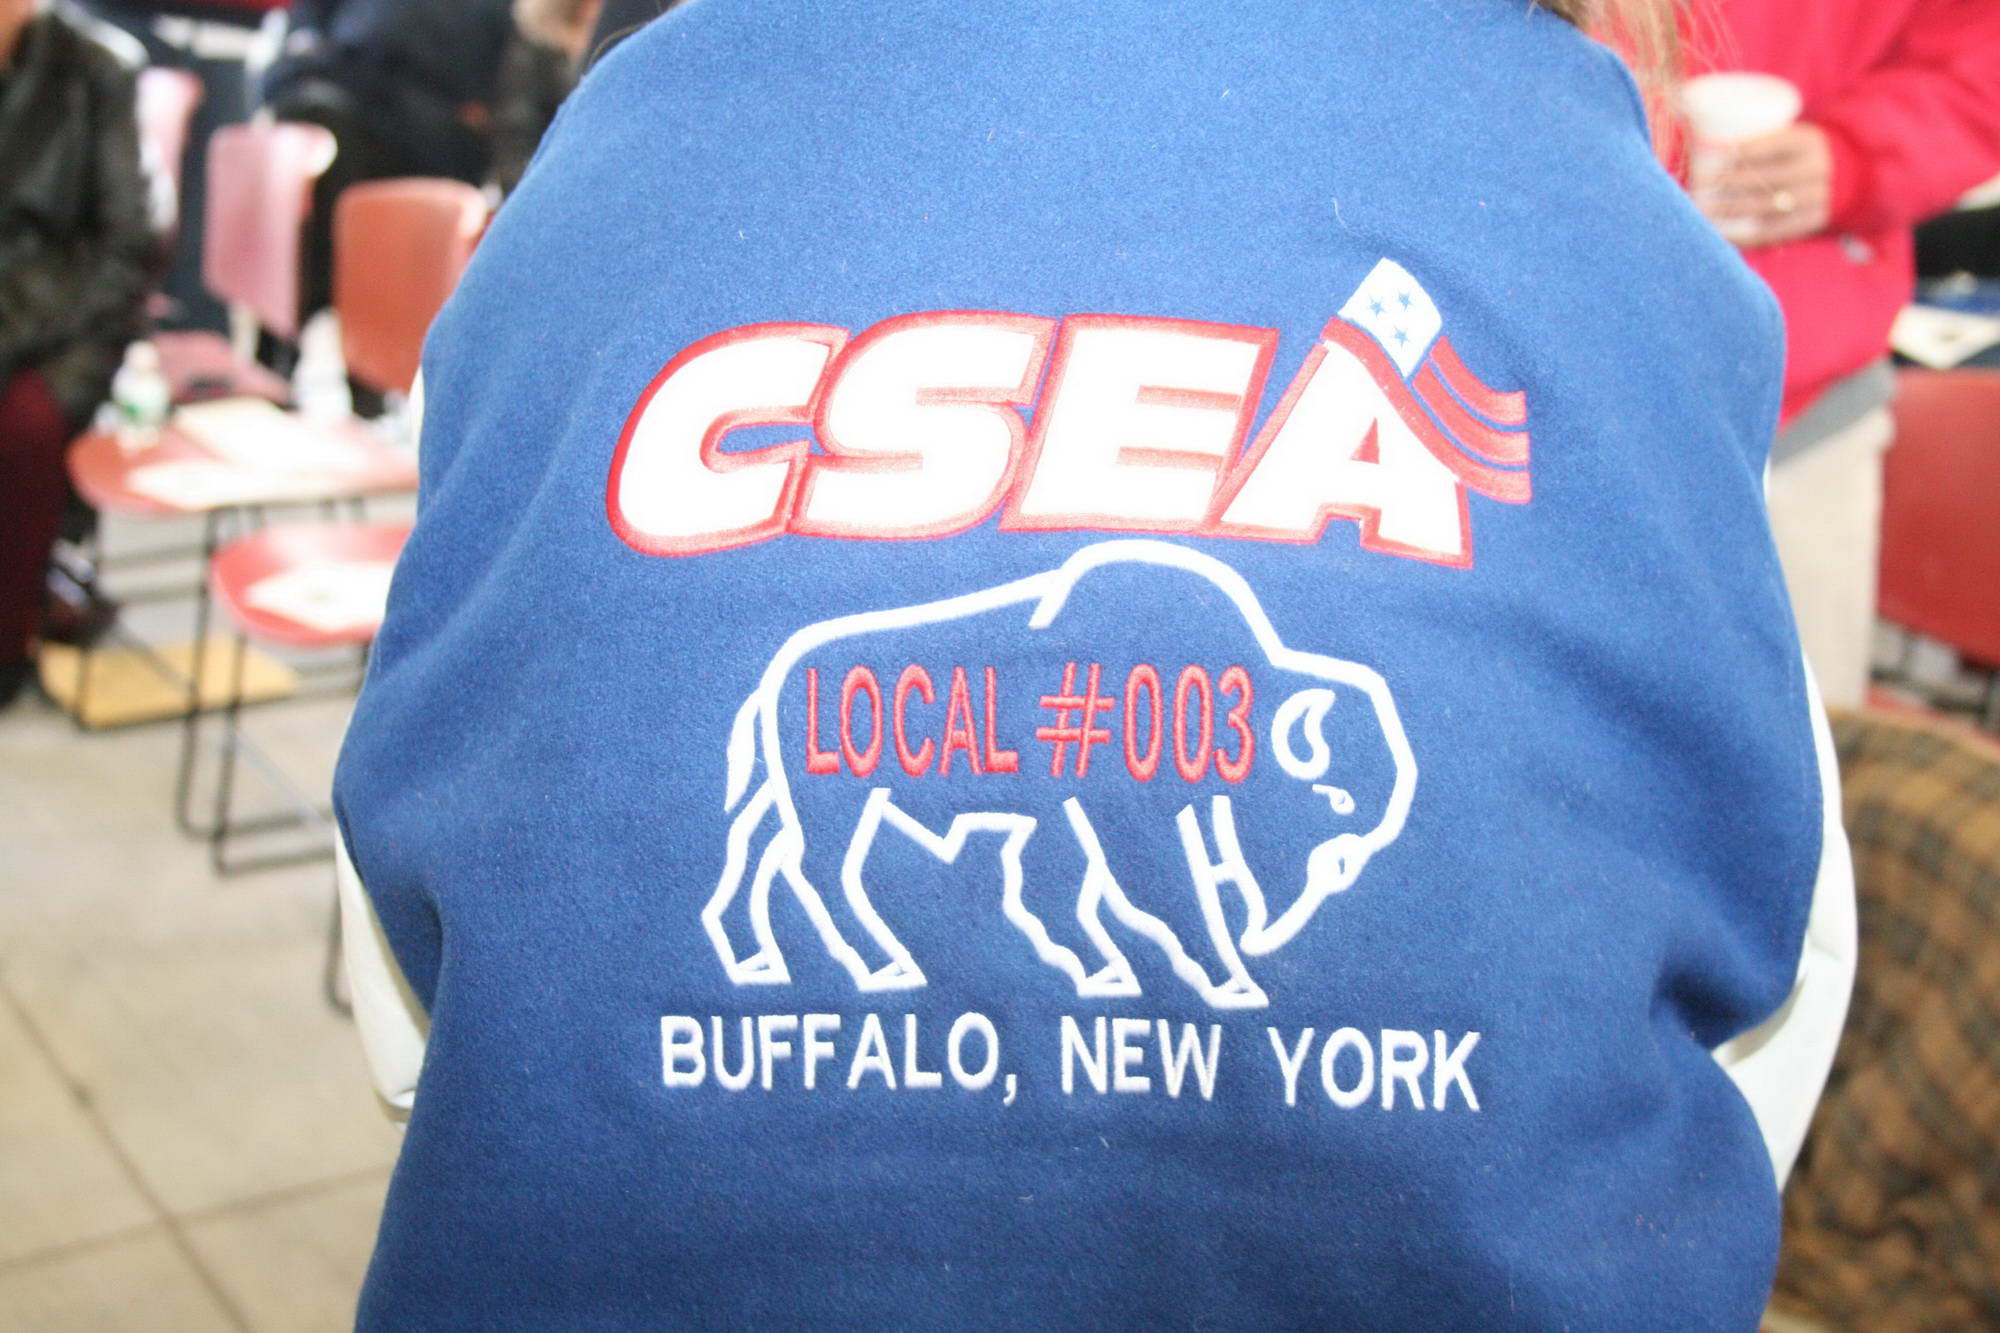 CSEA
LOCAL #003
BUFFALO, NEW YORK